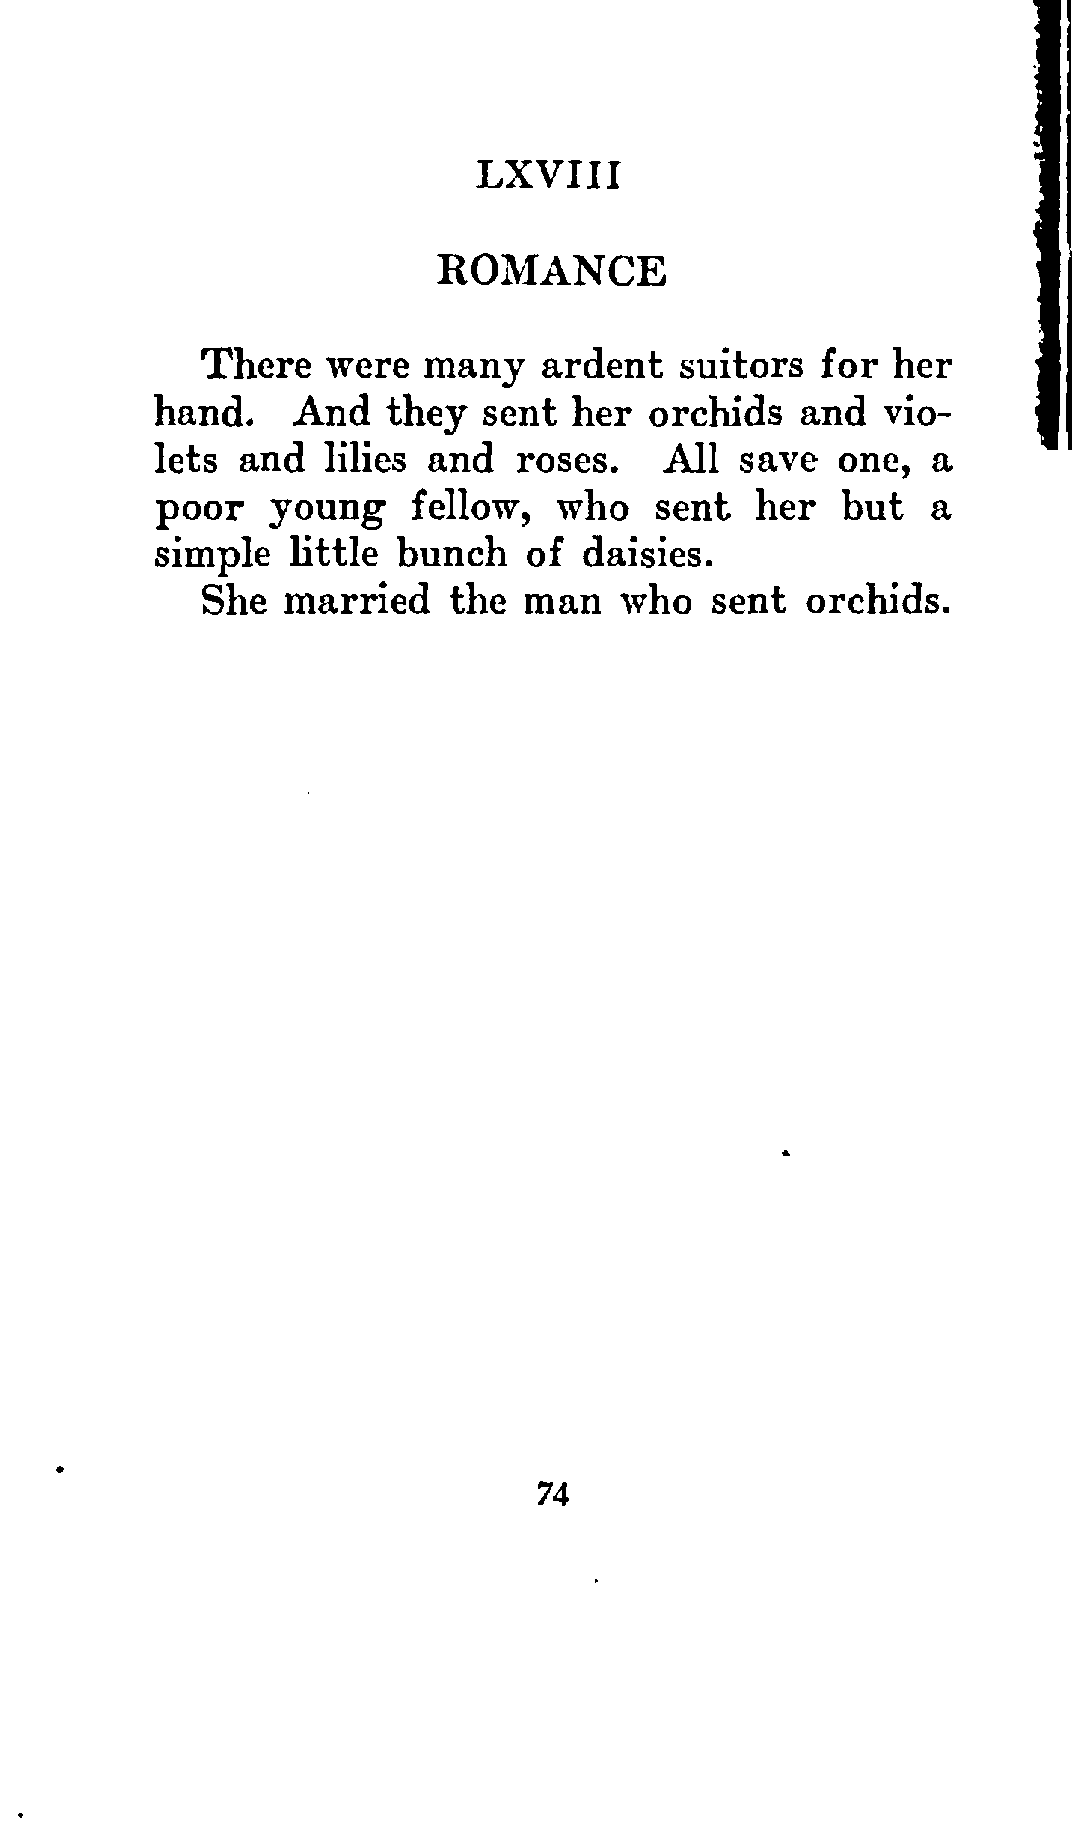 LXVIII
ROMANCE
There were many ardent suitors for her
hand. And they sent her orchids and vio-
lets and lilies and roses. All save one, a
poor young fellow, who sent her but a
simple little bunch of daisies.
She married the man who sent orchids.
74